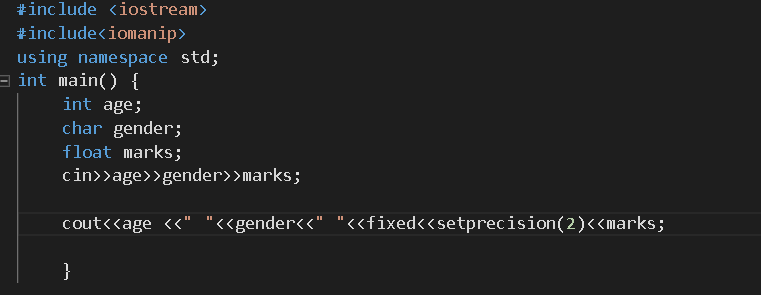 #include <iostream>
#include<iomanip>
using namespace std;
int main() {
int age;
char gender;
float marks;
cin>>age>>gender>>marks;
cout<<age <<" "<<gender<<" "<<fixed<<setprecision(2)<<marks;
}